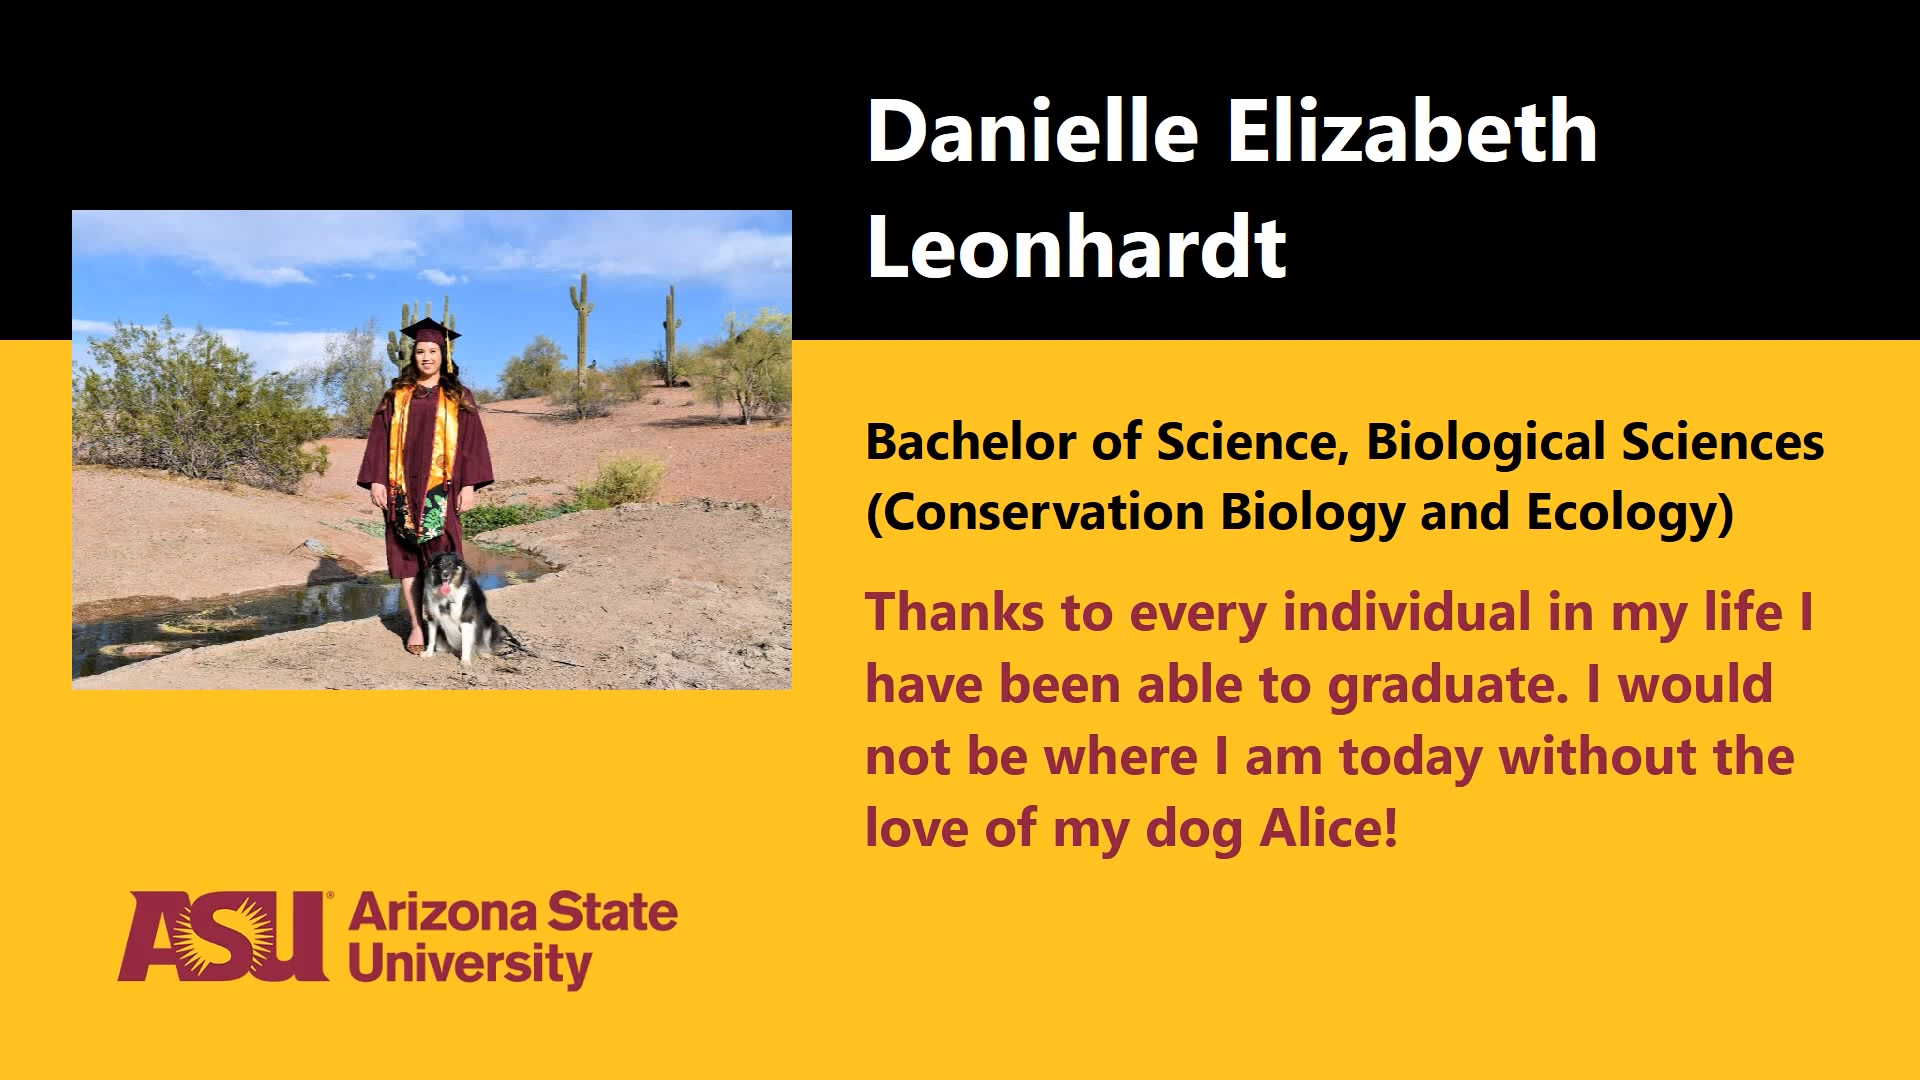 Danielle Elizabeth
Leonhardt
Bachelor of Science, Biological Sciences
(Conservation Biology and Ecology)
Thanks to every individual in my life I
have been able to graduate. I would
not be where I am today without the
love of my dog Alice!
ASU® Arizona State
University